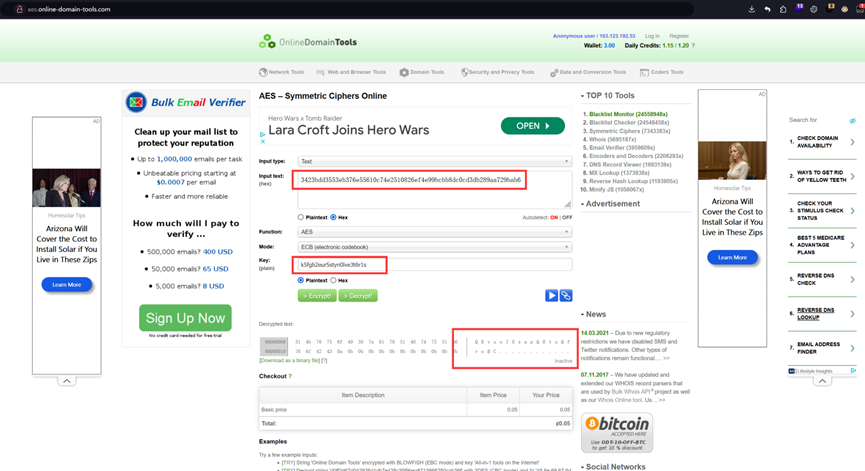 aes.online-domain-tools.com
OnlineDomainTools
Anonymous user / 163.125.192.53 Log In Register
Wallet: 3.00 Daily Credits: 1.15 / 1.20 ?
Network Tools Web and Browser Tools Domain Tools Security and Privacy Tools Data and Conversion Tools Coders Tools
AD
Homesolar Tips
Arizona Will
Cover the Cost to
Install Solar if You
Live in These Zips
Learn More
Bulk Email Verifier
Clean up your mail list to
protect your reputation
Up to 1,000,000 emails per task
Unbeatable pricing starting at
$0.0007 per email
Faster and more reliable
How much will I pay to
verify ...
500,000 emails? 400 USD
50,000 emails? 65 USD
5,000 emails? 8 USD
Sign Up Now
No credit card needed for free trial
AES – Symmetric Ciphers Online
Hero Wars x Tomb Raider
Lara Croft Joins Hero Wars
OPEN
Input type: Text
Input text:
(hex)
Plaintext Hex
Autodetect: ON | OFF
Function: AES
Mode: ECB (electronic codebook)
Key:
(plain)
Plaintext Hex
> Encrypt! > Decrypt!
Decrypted text:
[Download as a binary file] [?]
Inactive
Checkout ?
Item Description Item Price Your Price
Basic price 0.05 0.05
Total: ¤0.05
Examples
Try a few example inputs:
TOP 10 Tools
1. Blacklist Monitor (24558948x)
2. Blacklist Checker (24549458x)
3. Symmetric Ciphers (7343383x)
4. Whois (5695187x)
5. Email Verifier (3959609x)
6. Encoders and Decoders (2206293x)
7. DNS Record Viewer (1693139x)
8. MX Lookup (1373838x)
9. Reverse Hash Lookup (1183905x)
10. Minify JS (1056067x)
Advertisement
News
14.03.2021 – Due to new regulatory
restrictions we have disabled SMS and
Twitter notifications. Other types of
notifications remain functional.... >>
07.11.2017 – We have updated and
extended our WHOIS record parsers that
are used by Bulk Whois API project as well
as our Whois Online tool. Us... >>
bitcoin
ACCEPTED HERE
Use ODT-10-OFF-BTC
to get 10 % discount.
Social Networks
AD
Homesolar Tips
Arizona Will
Cover the Cost to
Install Solar if You
Live in These Zips
Learn More
Search for
1. CHECK DOMAIN
AVAILABILITY
2. WAYS TO GET RID
OF YELLOW TEETH
3. CHECK YOUR
STIMULUS CHECK
STATUS
4. BEST 5 MEDICARE
ADVANTAGE
PLANS
5. REVERSE DNS
CHECK
6. REVERSE DNS
LOOKUP
7. EMAIL ADDRESS
FINDER
Lifestyle Insights